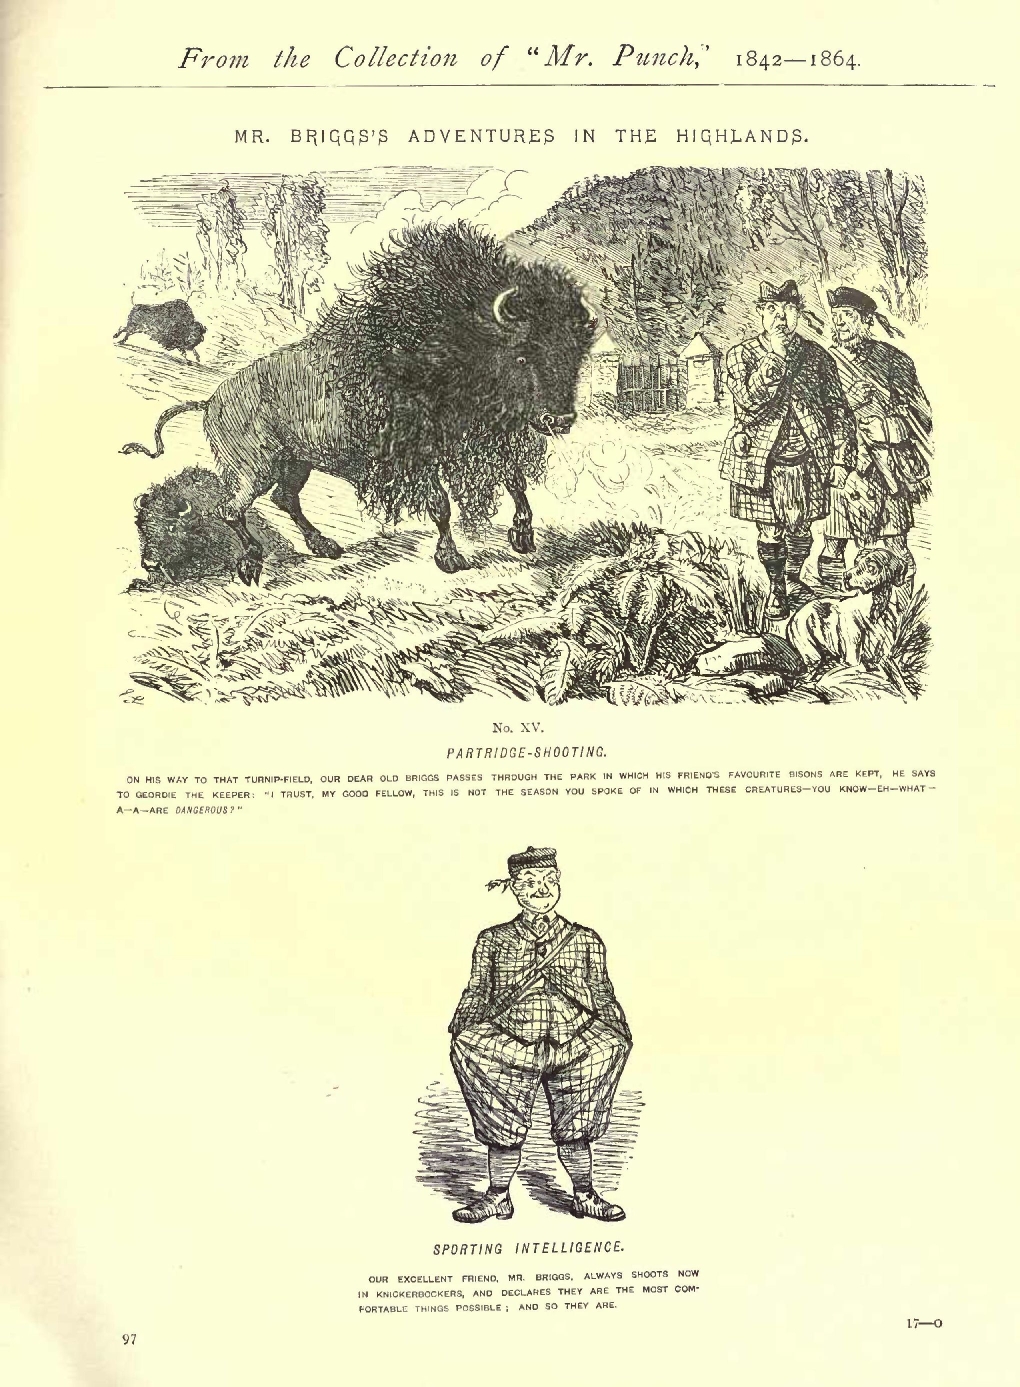 From the Collection of "Mr. Punch," 1842—1864.
MR. BRIGGS'S ADVENTURES IN THE HIGHLANDS.
No. XV.
PARTRIDGE-SHOOTING.
ON HIS WAY TO THAT TURNIP-FIELD, OUR DEAR OLD BRIGGS PASSES THROUGH THE PARK IN WHICH HIS FRIEND'S FAVOURITE BISONS ARE KEPT, HE SAYS
TO GEORDIE THE KEEPER: "I TRUST, MY GOOD FELLOW, THIS IS NOT THE SEASON YOU SPOKE OF IN WHICH THESE CREATURES—YOU KNOW—EH—WHAT—
A—A—ARE DANGEROUS?"
SPORTING INTELLIGENCE.
OUR EXCELLENT FRIEND, MR. BRIGGS, ALWAYS SHOOTS NOW
IN KNICKERBOCKERS, AND DECLARES THEY ARE THE MOST COM-
FORTABLE THINGS POSSIBLE; AND SO THEY ARE.
97
17—O